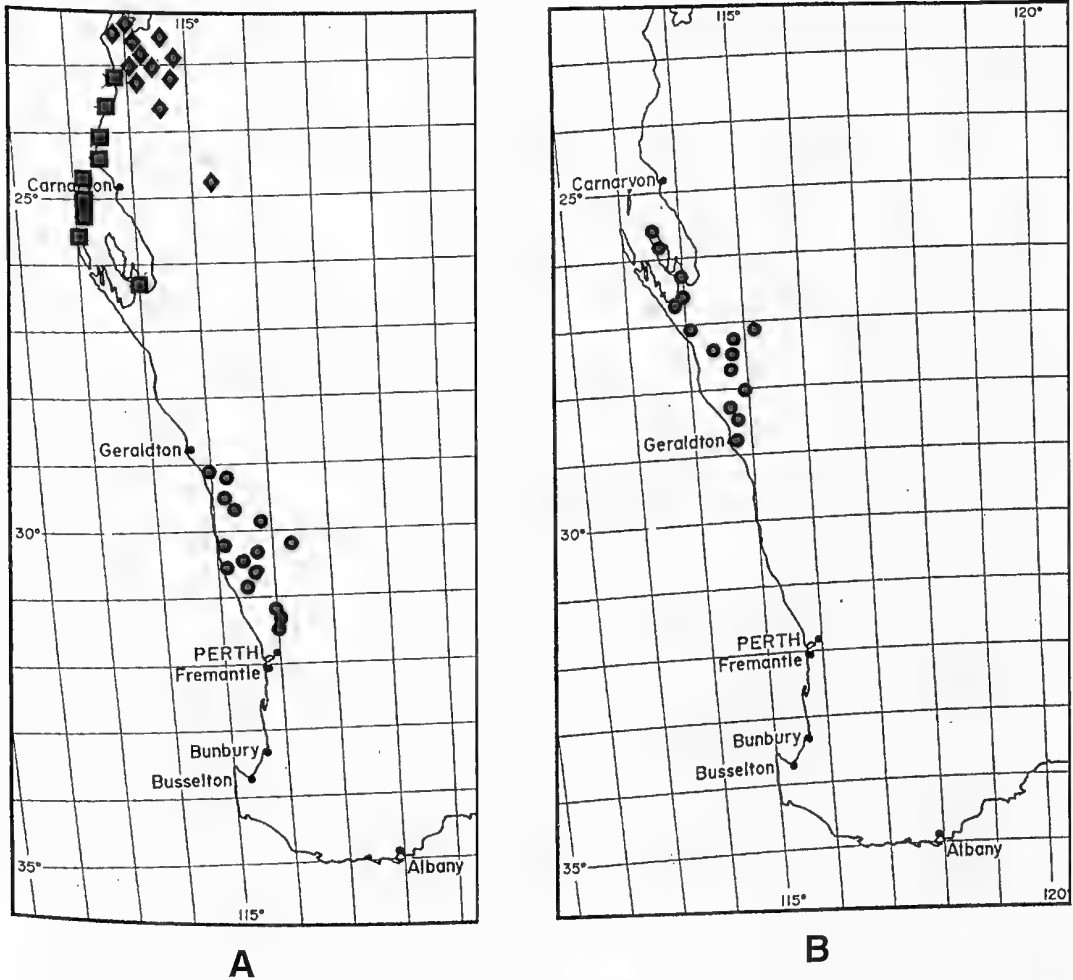 115°
Carnarvon
25°
Geraldton
30°
PERTH
Fremantle
Bunbury
Busselton
35°
Albany
115°
A
115°
120°
Carnarvon
25°
Geraldton
30°
PERTH
Fremantle
Bunbury
Busselton
Albany
35°
115°
120°
B